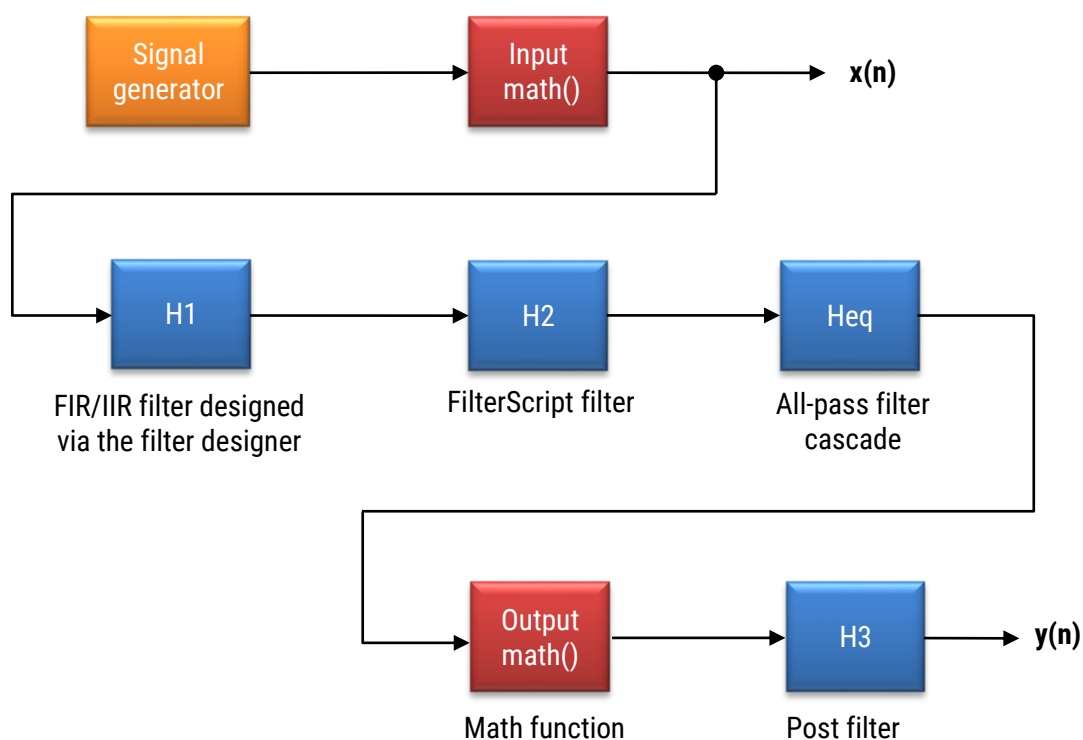 Signal
generator
Input
math()
x(n)
H1
H2
Heq
FIR/IIR filter designed
via the filter designer
FilterScript filter
All-pass filter
cascade
Output
math()
H3
y(n)
Math function
Post filter